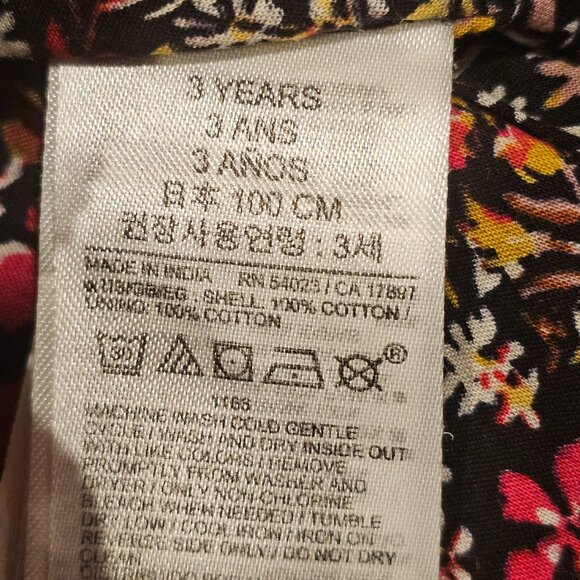 3 YEARS
3 ANS
3 AÑOS
日本 100 CM
권장사용연령 : 3세
MADE IN INDIA RN 54023 / CA 17897
SHELL: 100% COTTON /
LINING: 100% COTTON
30
®
1165
MACHINE WASH COLD GENTLE
CYCLE / WASH AND DRY INSIDE OUT
WITH LIKE COLORS / REMOVE
PROMPTLY FROM WASHER AND
DRYER / ONLY NON CHLORINE
BLEACH WHEN NEEDED / TUMBLE
DRY LOW / COOL IRON / IRON ON
REVERSE SIDE ONLY / DO NOT DRY
CLEAN